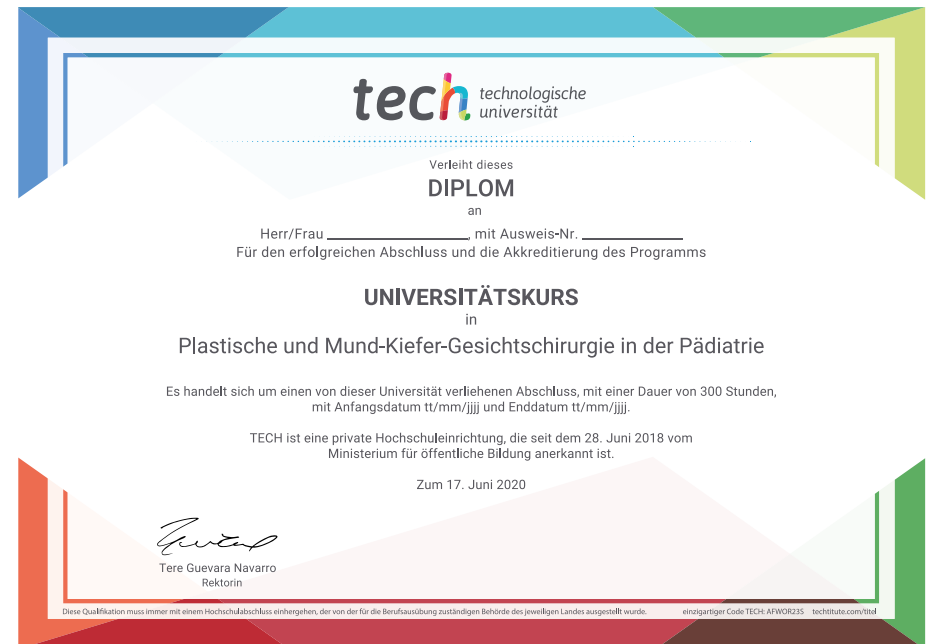 tech technologische
universität
Verleiht dieses
DIPLOM
an
Herr/Frau ____________________, mit Ausweis-Nr. ______________
Für den erfolgreichen Abschluss und die Akkreditierung des Programms
UNIVERSITÄTSKURS
in
Plastische und Mund-Kiefer-Gesichtschirurgie in der Pädiatrie
Es handelt sich um einen von dieser Universität verliehenen Abschluss, mit einer Dauer von 300 Stunden,
mit Anfangsdatum tt/mm/jjjj und Enddatum tt/mm/jjjj.
TECH ist eine private Hochschuleinrichtung, die seit dem 28. Juni 2018 vom
Ministerium für öffentliche Bildung anerkannt ist.
Zum 17. Juni 2020
Tere Guevara Navarro
Rektorin
Diese Qualifikation muss immer mit einem Hochschulabschluss einhergehen, der von der für die Berufsausübung zuständigen Behörde des jeweiligen Landes ausgestellt wurde. einzigartiger Code TECH: AFWOR23S techtitute.com/titel